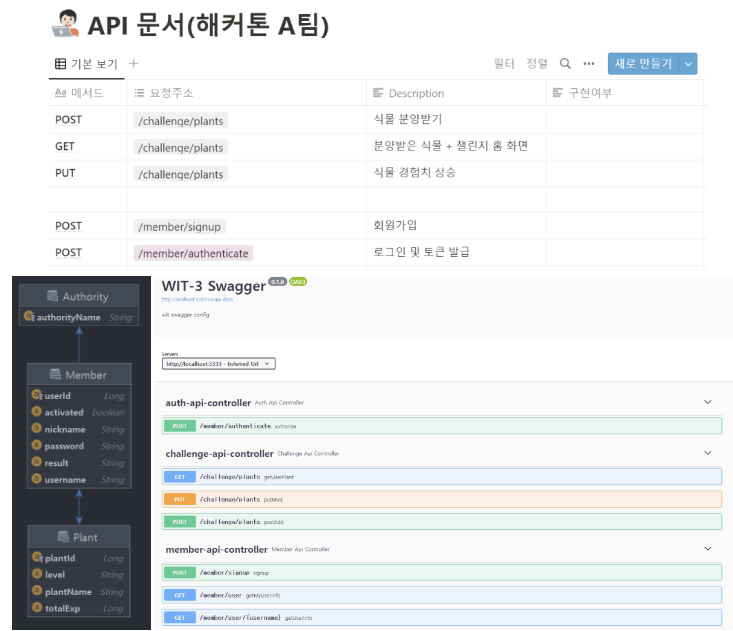 API 문서(해커톤 A팀)
기본 보기
필터 정렬 새로 만들기
Aa 메서드 요청주소 Description 구현여부
POST /challenge/plants 식물 분양받기
GET /challenge/plants 분양받은 식물 + 챌린지 홈 화면
PUT /challenge/plants 식물 경험치 상승
POST /member/signup 회원가입
POST /member/authenticate 로그인 및 토큰 발급
Authority
authorityName String
Member
userId Long
activated boolean
nickname String
password String
result String
username String
Plant
plantId Long
level String
plantName String
totalExp Long
WIT-3 Swagger 0.1.0 OAS3
wit swagger config
Servers
http://localhost:3333 - Inferred Url
auth-api-controller Auth Api Controller
POST /member/authenticate authorize
challenge-api-controller Challenge Api Controller
GET /challenge/plants getUserPlant
PUT /challenge/plants putMod
POST /challenge/plants postAdd
member-api-controller Member Api Controller
POST /member/signup signup
GET /member/user getMyUserInfo
GET /member/user/{username} getUserInfo